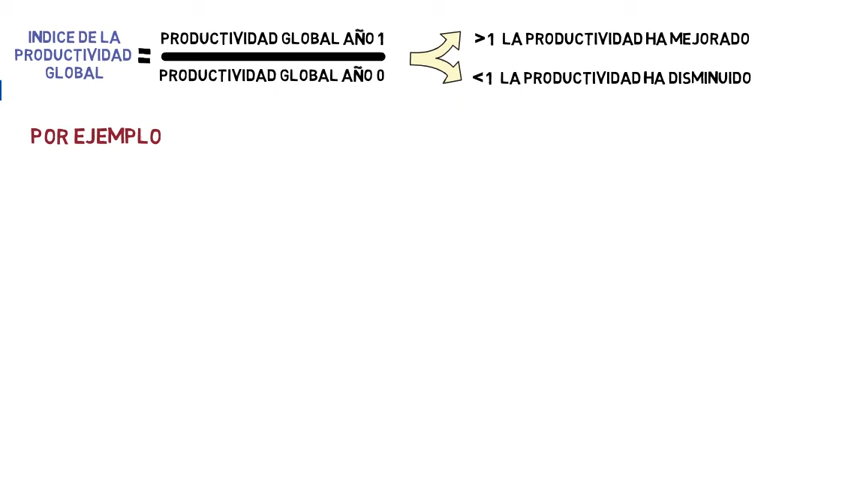 INDICE DE LA
PRODUCTIVIDAD
GLOBAL
=
PRODUCTIVIDAD GLOBAL AÑO 1
PRODUCTIVIDAD GLOBAL AÑO 0
>1 LA PRODUCTIVIDAD HA MEJORADO
<1 LA PRODUCTIVIDAD HA DISMINUIDO
POR EJEMPLO